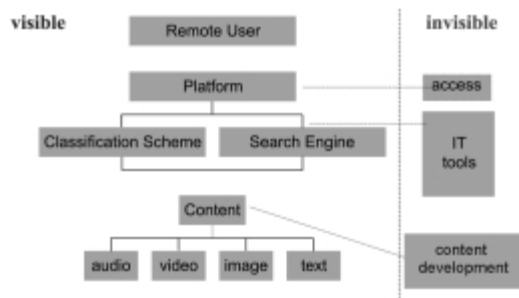 visible
invisible
Remote User
Platform
access
Classification Scheme
Search Engine
IT
tools
Content
audio
video
image
text
content
development